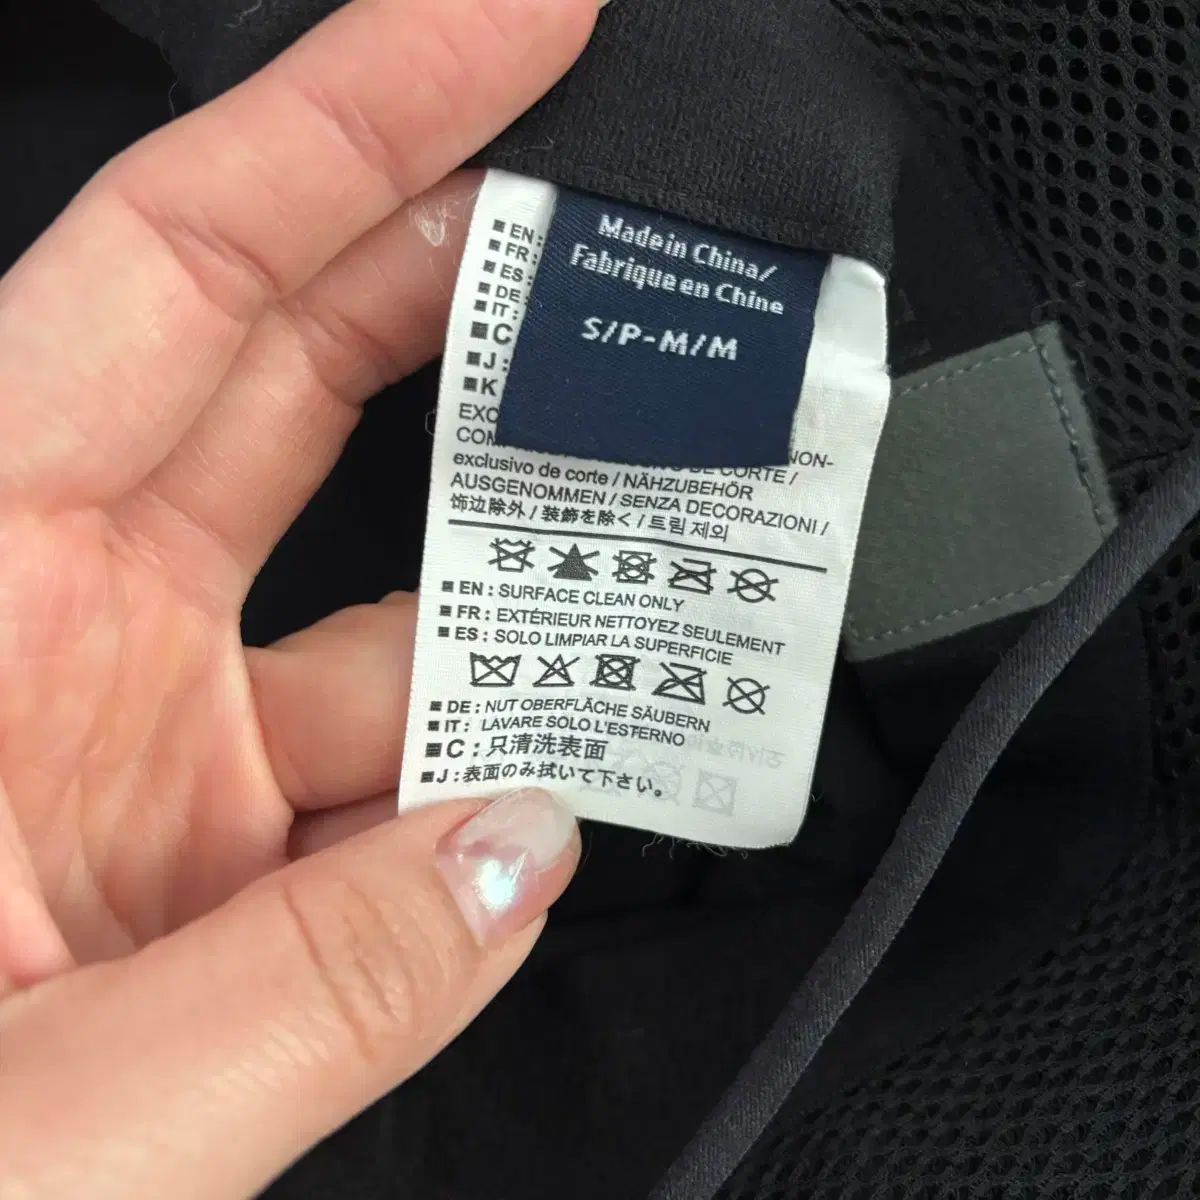 Made in China/
Fabrique en Chine
S/P-M/M
EN:
FR:
ES:
DE:
IT:
C
J:
K
DE CORTE /
exclusivo de corte / NÄHZUBEHÖR
AUSGENOMMEN / SENZA DECORAZIONI /
饰边除外 / 装飾を除く / 트림 제외
EN : SURFACE CLEAN ONLY
FR : EXTÉRIEUR NETTOYEZ SEULEMENT
ES : SOLO LIMPIAR LA SUPERFICIE
DE : NUT OBERFLÄCHE SÄUBERN
IT : LAVARE SOLO L'ESTERNO
C : 只清洗表面
J : 表面のみ拭いて下さい。